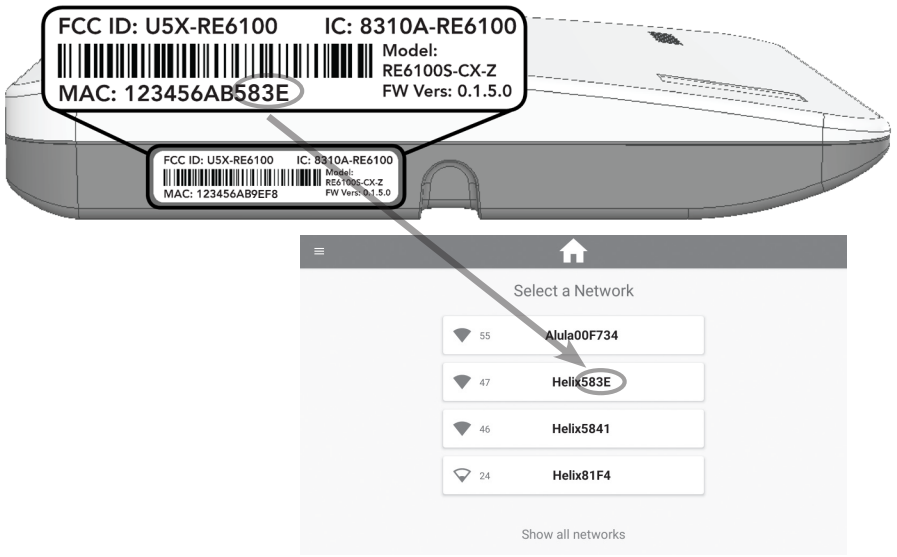 FCC ID: U5X-RE6100 IC: 8310A-RE6100
Model:
RE6100S-CX-Z
MAC: 123456AB583E FW Vers: 0.1.5.0
FCC ID: U5X-RE6100 IC: 8310A-RE6100
Model:
RE6100S-CX-Z
MAC: 123456AB9EF8 FW Vers: 0.1.5.0
Select a Network
55 Alula00F734
47 Helix583E
46 Helix5841
24 Helix81F4
Show all networks